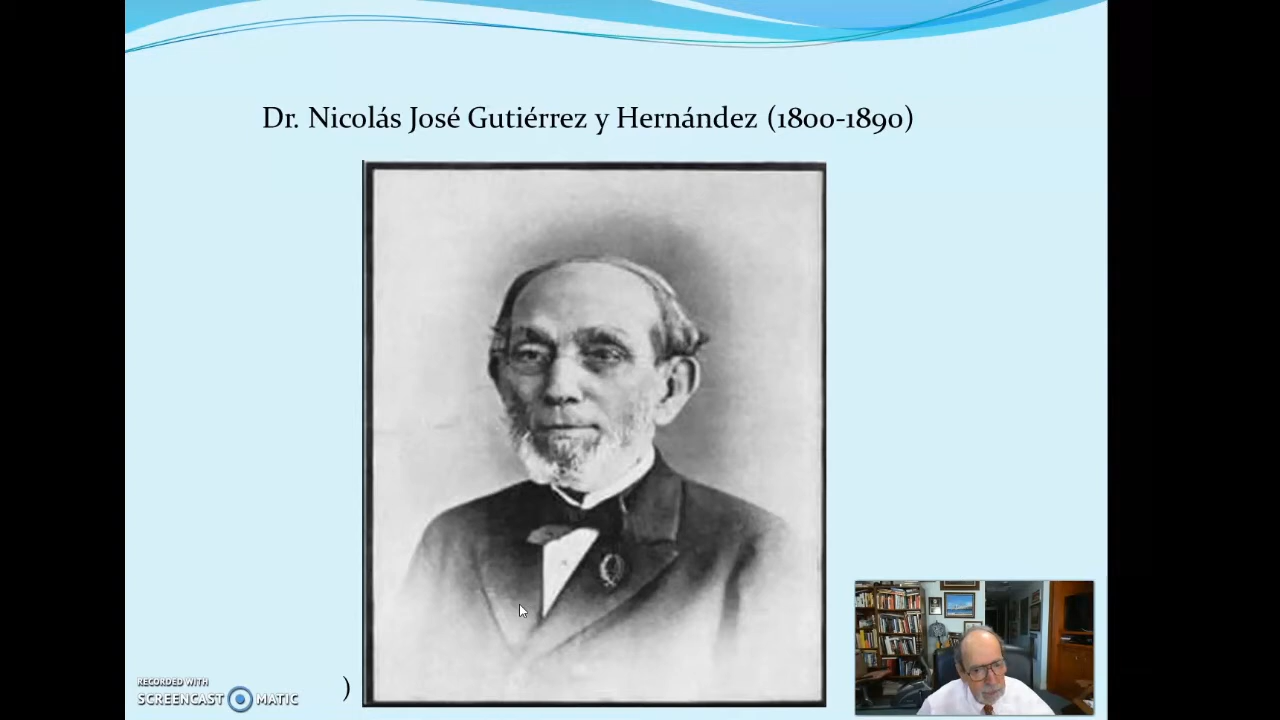 Dr. Nicolás José Gutiérrez y Hernández (1800-1890)
)
RECORDED WITH
SCREENCAST MATIC